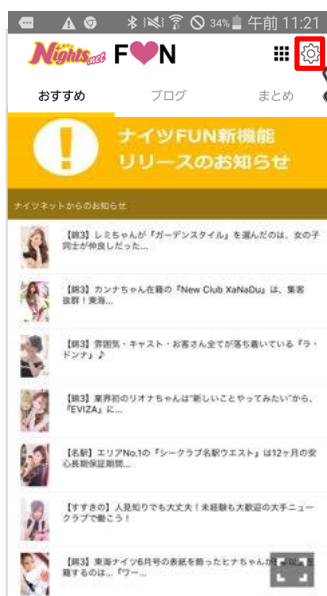 34% 午前 11:21
Nights.net F♥N
おすすめ ブログ まとめ
ナイツFUN新機能
リリースのお知らせ
ナイツネットからのお知らせ
【錦3】レミちゃんが『ガーデンスタイル』を選んだのは、女の子
同士が仲良しだった...
【錦3】カンナちゃん在籍の『New Club XaNaDu』は、集客
抜群!東海...
【錦3】雰囲気・キャスト・お客さん全てが落ち着いている『ラ・
ドンナ』♪
【錦3】業界初のリオナちゃんは"新しいことやってみたい"から、
『EVIZA』に...
【名駅】エリアNo.1の『シークラブ名駅ウエスト』は12ヶ月の安
心長期保証期間...
【すすきの】人見知りでも大丈夫!未経験も大歓迎の大手ニュー
クラブで働こう!
【錦3】東海ナイツ6月号の表紙を飾ったヒナちゃんが
籍するのは...『ワー...